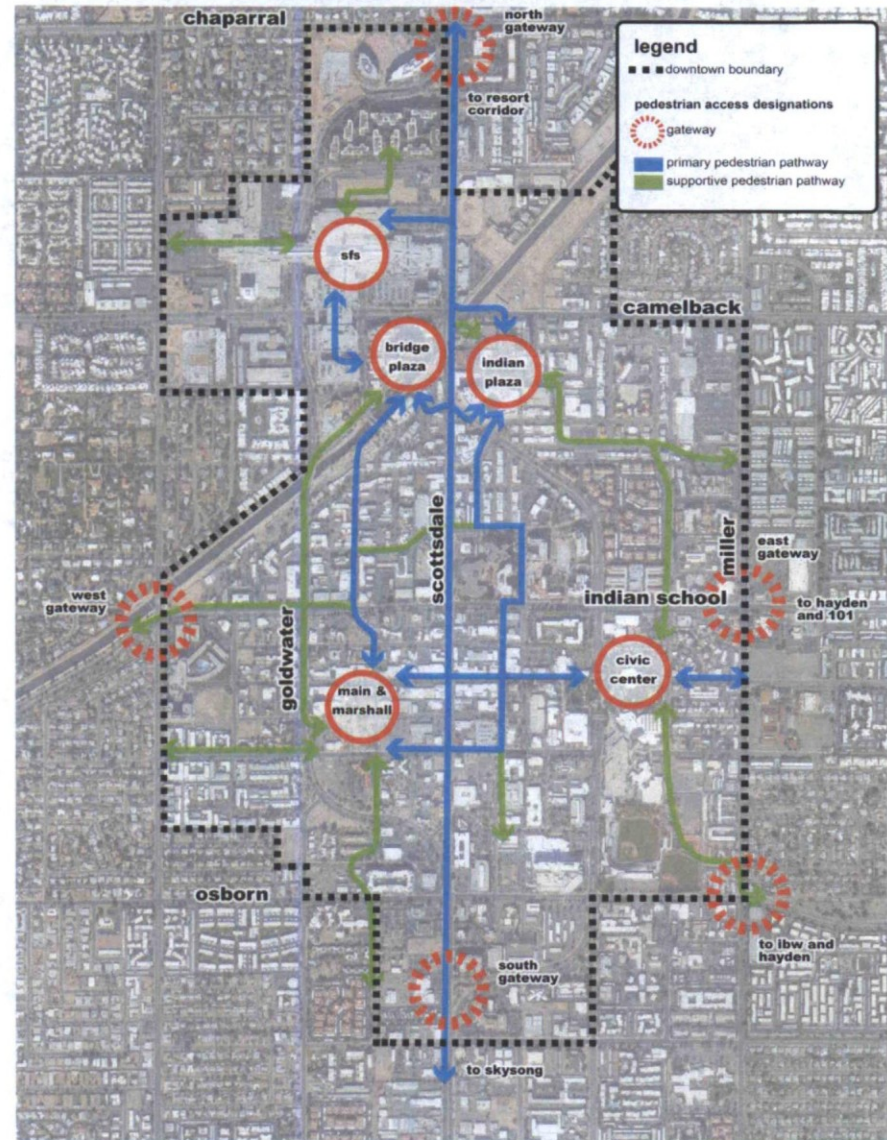 chaparral
north
gateway
to resort
corridor
legend
downtown boundary
pedestrian access designations
gateway
primary pedestrian pathway
supportive pedestrian pathway
sfs
camelback
bridge
plaza
indian
plaza
scottsdale
miller
east
gateway
west
gateway
indian school
to hayden
and 101
goldwater
civic
center
main &
marshall
osborn
to ibw and
hayden
south
gateway
to skysong